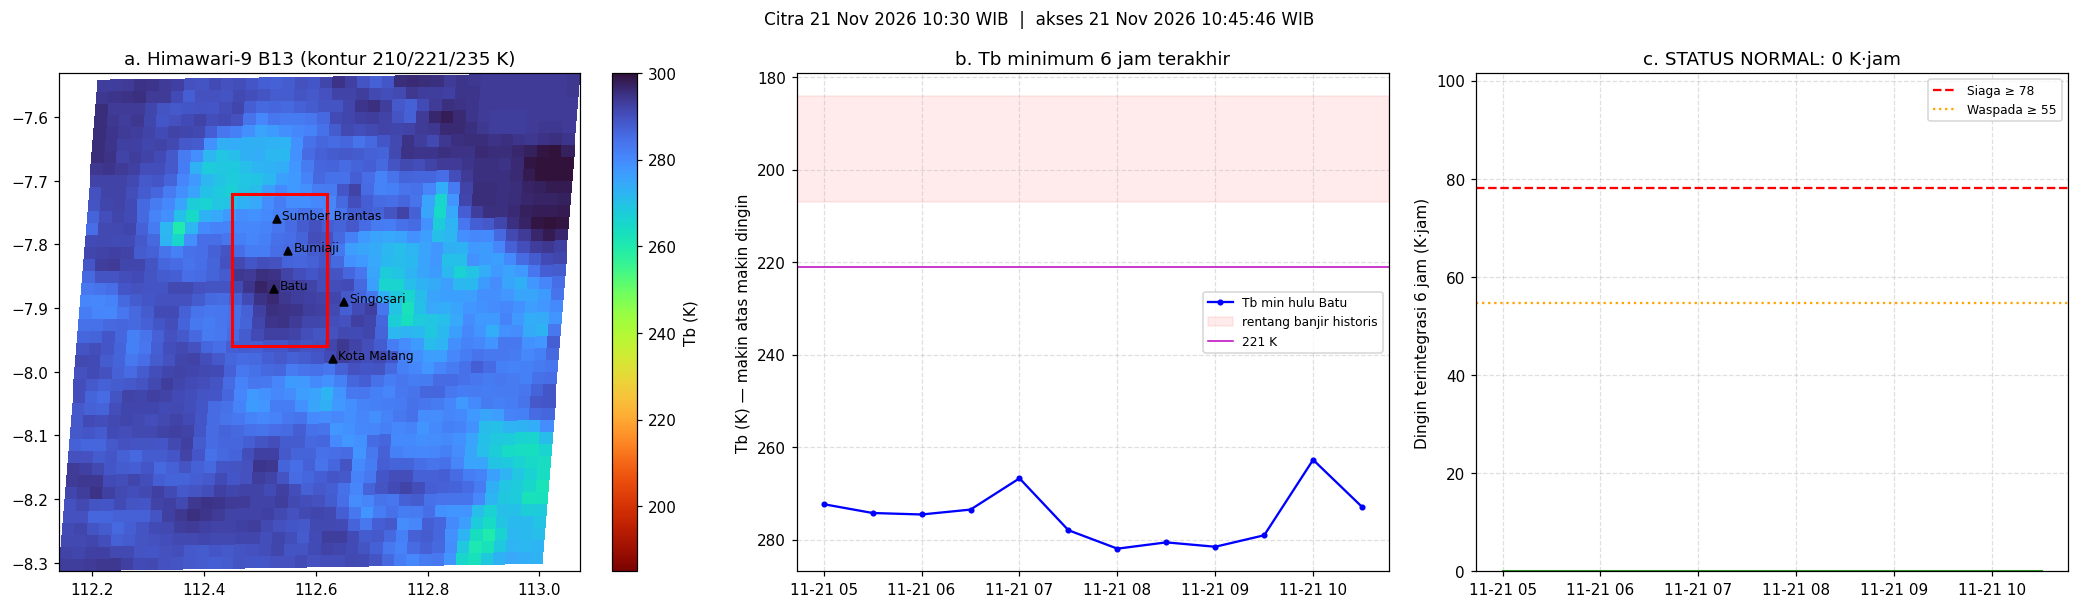 Citra 21 Nov 2026 10:30 WIB  |  akses 21 Nov 2026 10:45:46 WIB
a. Himawari-9 B13 (kontur 210/221/235 K)
−7.6
−7.7
−7.8
−7.9
−8.0
−8.1
−8.2
−8.3
112.2
112.4
112.6
112.8
113.0
Sumber Brantas
Bumiaji
Batu
Singosari
Kota Malang
300
280
260
240
220
200
Tb (K)
b. Tb minimum 6 jam terakhir
Tb (K) — makin atas makin dingin
180
200
220
240
260
280
Tb min hulu Batu
rentang banjir historis
221 K
11-21 05
11-21 06
11-21 07
11-21 08
11-21 09
11-21 10
c. STATUS NORMAL: 0 K·jam
Dingin terintegrasi 6 jam (K·jam)
100
80
60
40
20
0
Siaga ≥ 78
Waspada ≥ 55
11-21 05
11-21 06
11-21 07
11-21 08
11-21 09
11-21 10